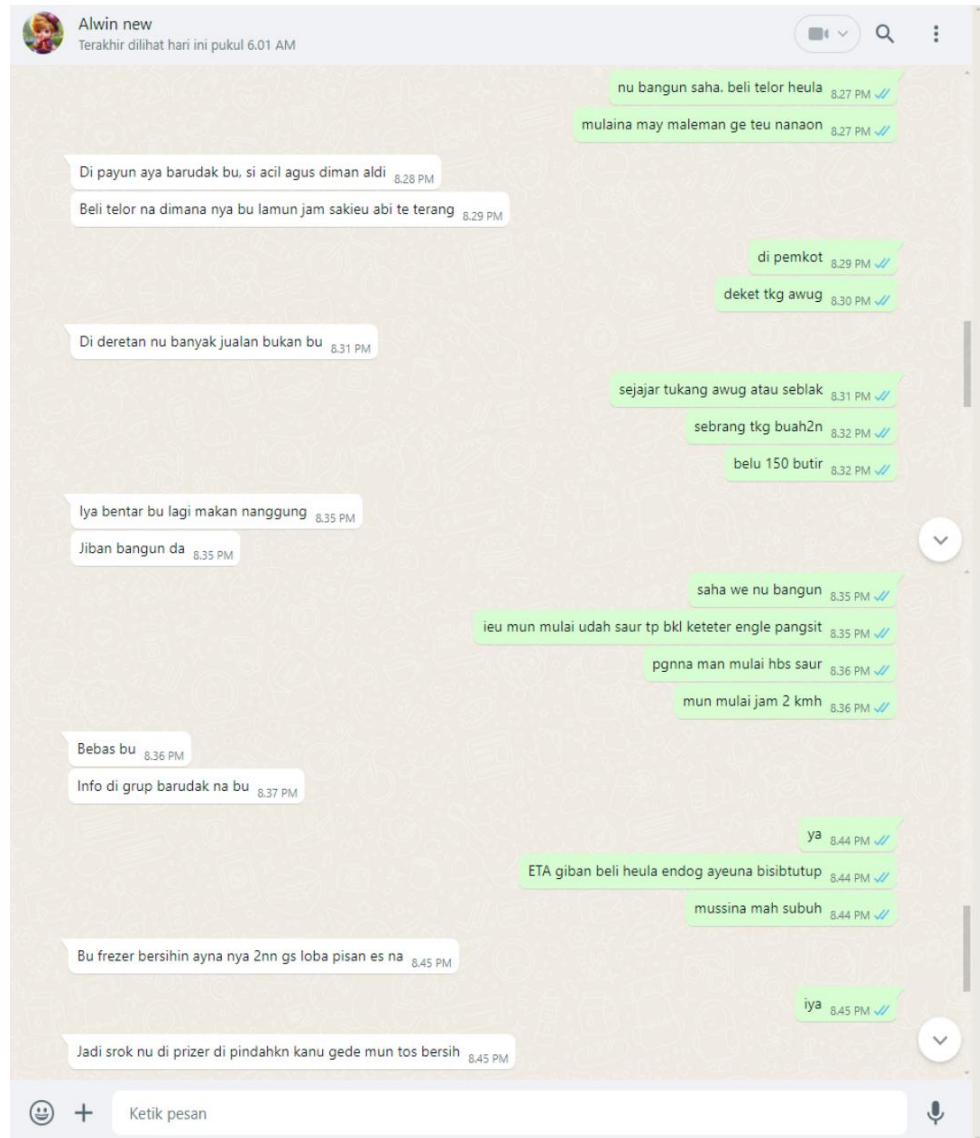 Alwin new
Terakhir dilihat hari ini pukul 6.01 AM
nu bangun saha. beli telor heula 8.27 PM
mulaina may maleman ge teu nanaon 8.27 PM
Di payun aya barudak bu, si acil agus diman aldi 8.28 PM
Beli telor na dimana nya bu lamun jam sakieu abi te terang 8.29 PM
di pemkot 8.29 PM
deket tkg awug 8.30 PM
Di deretan nu banyak jualan bukan bu 8.31 PM
sejajar tukang awug atau seblak 8.31 PM
sebrang tkg buah2n 8.32 PM
belu 150 butir 8.32 PM
Iya bentar bu lagi makan nanggung 8.35 PM
Jiban bangun da 8.35 PM
saha we nu bangun 8.35 PM
ieu mun mulai udah saur tp bkl keteter engle pangsit 8.35 PM
pgnna man mulai hbs saur 8.36 PM
mun mulai jam 2 kmh 8.36 PM
Bebas bu 8.36 PM
Info di grup barudak na bu 8.37 PM
ya 8.44 PM
ETA giban beli heula endog ayeuna bisibtutup 8.44 PM
mussina mah subuh 8.44 PM
Bu frezer bersihin ayna nya 2nn gs loba pisan es na 8.45 PM
iya 8.45 PM
Jadi srok nu di prizer di pindahkn kanu gede mun tos bersih 8.45 PM
Ketik pesan